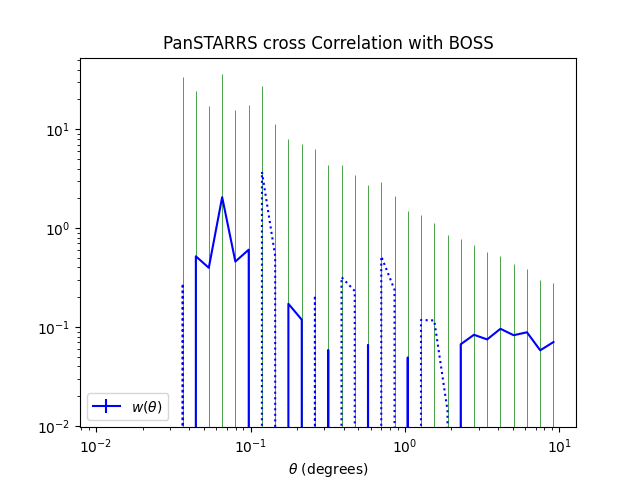 PanSTARRS cross Correlation with BOSS
10¹
10⁰
10⁻¹
10⁻²
w(θ)
10⁻² 10⁻¹ 10⁰ 10¹
θ (degrees)